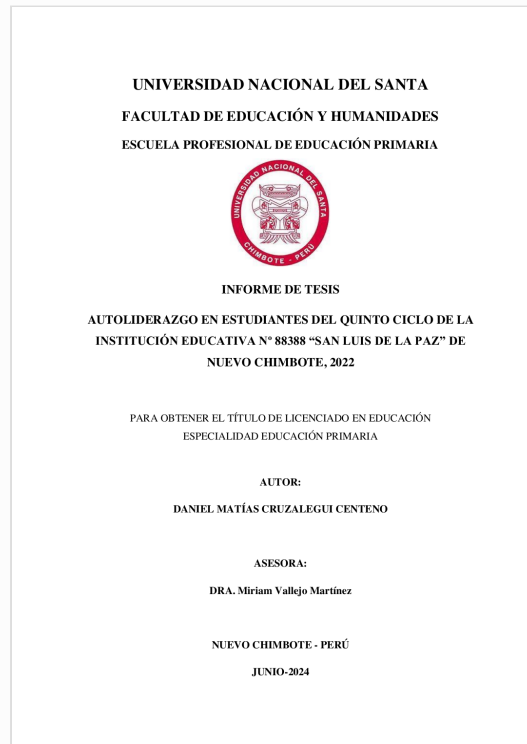 UNIVERSIDAD NACIONAL DEL SANTA
FACULTAD DE EDUCACIÓN Y HUMANIDADES
ESCUELA PROFESIONAL DE EDUCACIÓN PRIMARIA
UNIVERSIDAD NACIONAL DEL SANTA
CHIMBOTE - PERÚ
INFORME DE TESIS
AUTOLIDERAZGO EN ESTUDIANTES DEL QUINTO CICLO DE LA
INSTITUCIÓN EDUCATIVA Nº 88388 “SAN LUIS DE LA PAZ” DE
NUEVO CHIMBOTE, 2022
PARA OBTENER EL TÍTULO DE LICENCIADO EN EDUCACIÓN
ESPECIALIDAD EDUCACIÓN PRIMARIA
AUTOR:
DANIEL MATÍAS CRUZALEGUI CENTENO
ASESORA:
DRA. Miriam Vallejo Martínez
NUEVO CHIMBOTE - PERÚ
JUNIO-2024